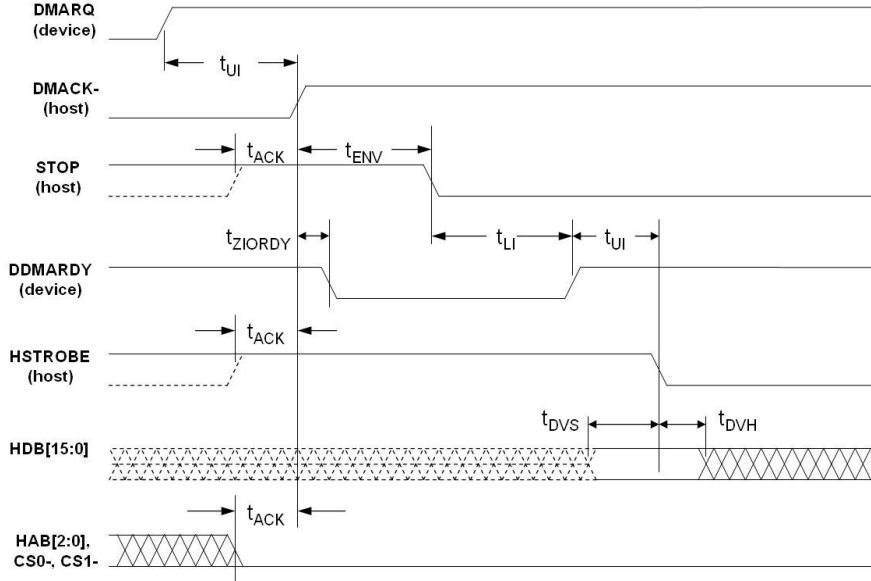 DMARQ
(device)
tUI
DMACK-
(host)
tACK
tENV
STOP
(host)
tZIORDY
tLI
tUI
DDMARDY
(device)
tACK
HSTROBE
(host)
tDVS
tDVH
HDB[15:0]
tACK
HAB[2:0],
CS0-, CS1-